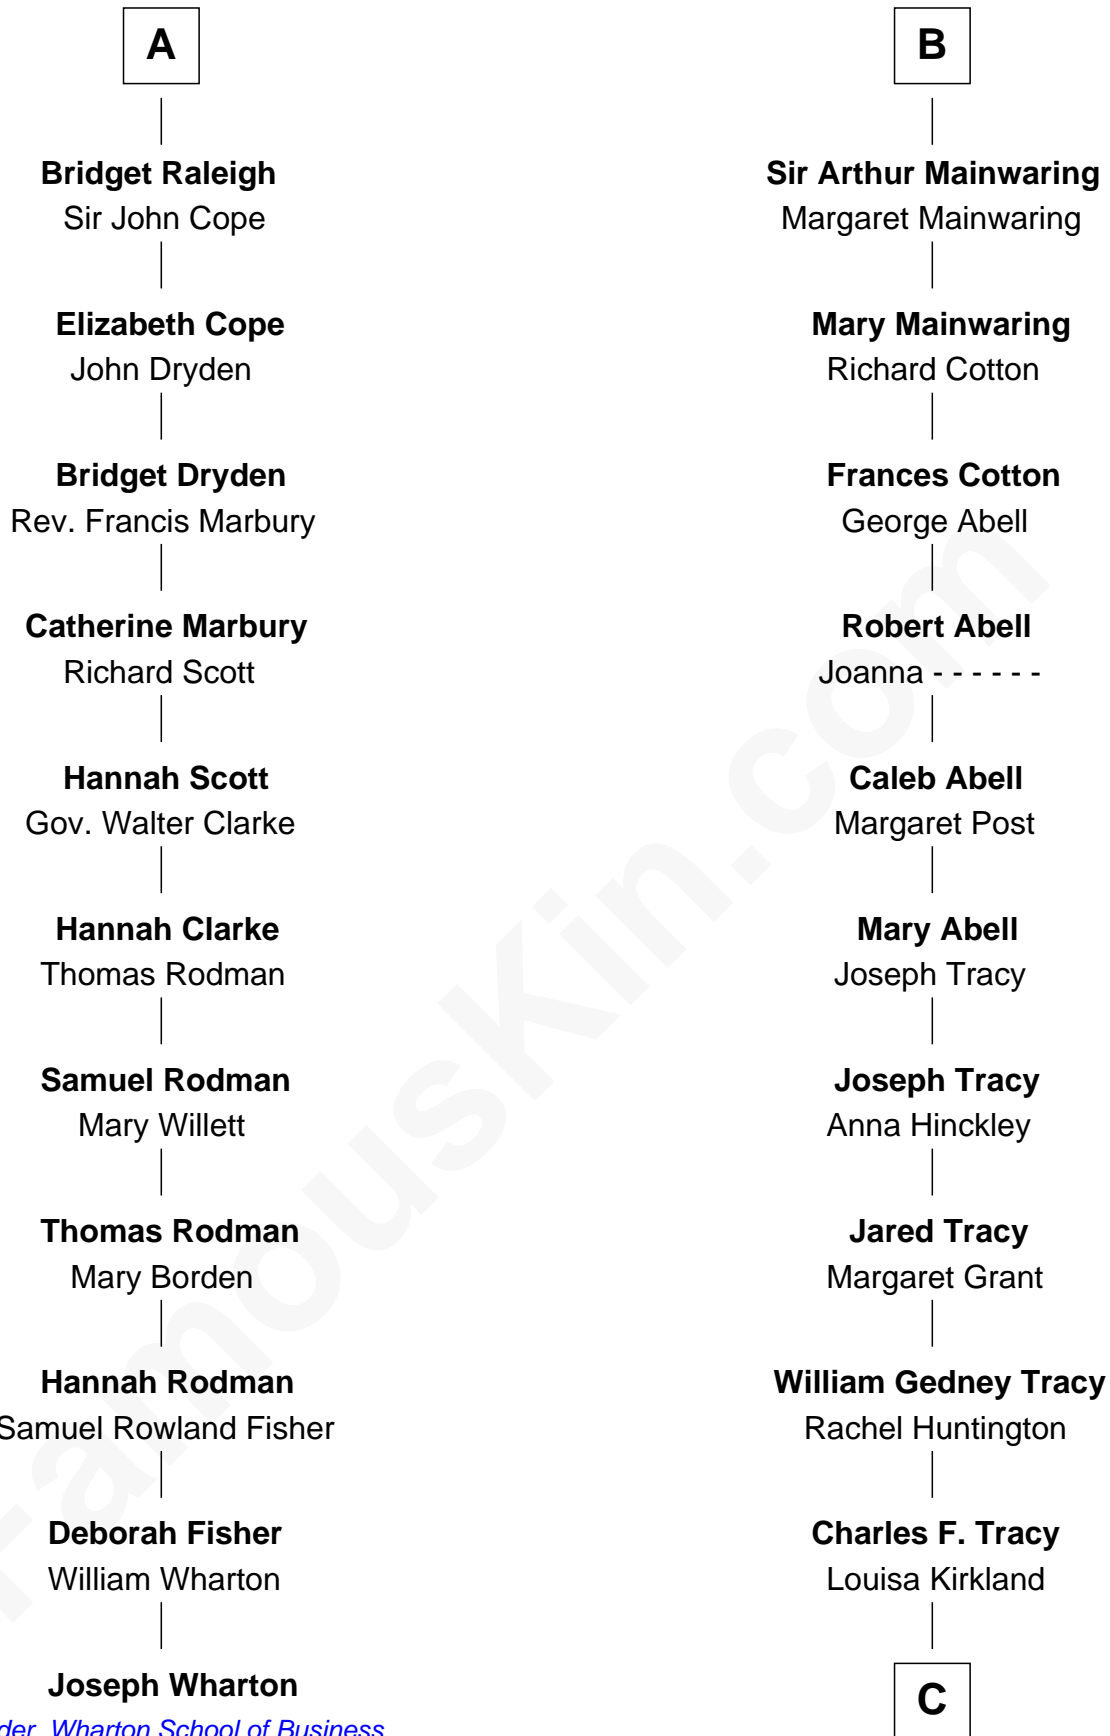 A
Bridget Raleigh
Sir John Cope
Elizabeth Cope
John Dryden
Bridget Dryden
Rev. Francis Marbury
Catherine Marbury
Richard Scott
Hannah Scott
Gov. Walter Clarke
Hannah Clarke
Thomas Rodman
Samuel Rodman
Mary Willett
Thomas Rodman
Mary Borden
Hannah Rodman
Samuel Rowland Fisher
Deborah Fisher
William Wharton
Joseph Wharton
Wharton School of Business
B
Sir Arthur Mainwaring
Margaret Mainwaring
Mary Mainwaring
Richard Cotton
Frances Cotton
George Abell
Robert Abell
Joanna - - - - - -
Caleb Abell
Margaret Post
Mary Abell
Joseph Tracy
Joseph Tracy
Anna Hinckley
Jared Tracy
Margaret Grant
William Gedney Tracy
Rachel Huntington
Charles F. Tracy
Louisa Kirkland
C
FamousKin.com